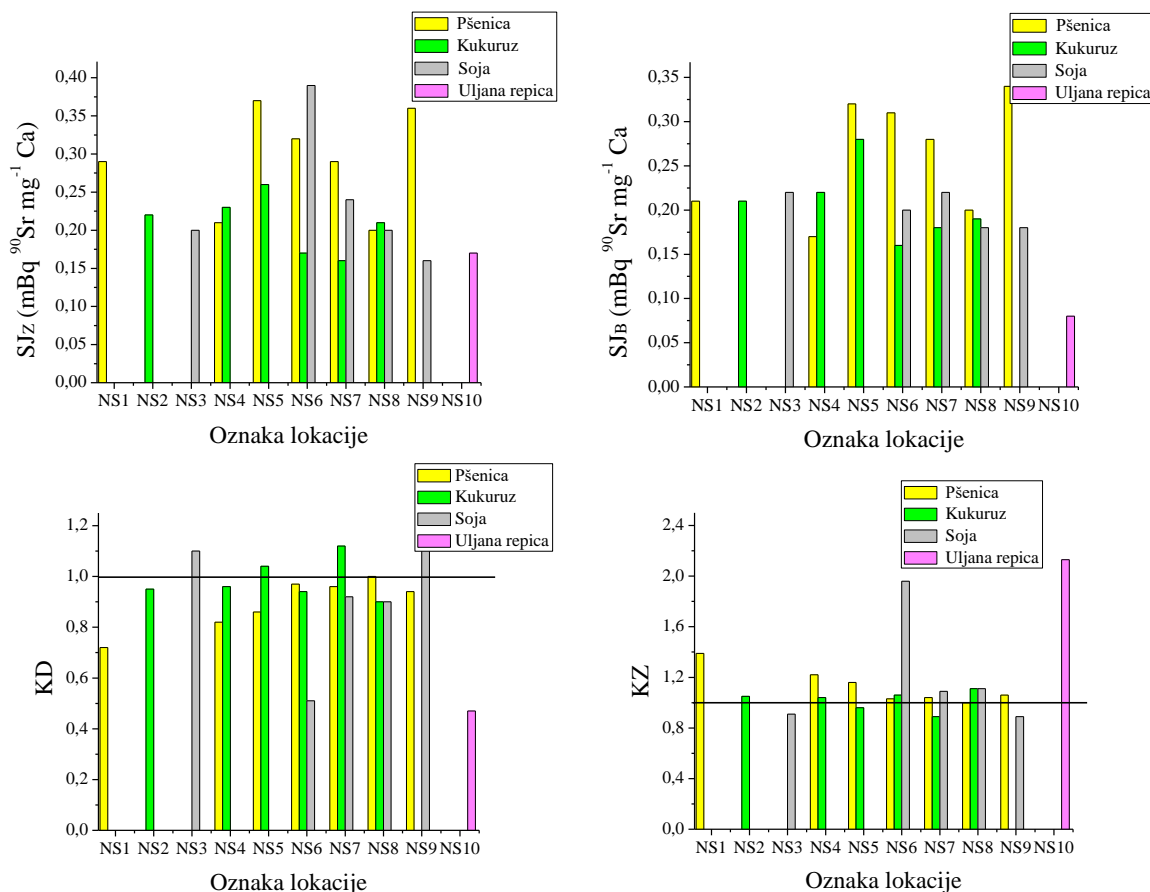 Pšenica
Kukuruz
Soja
Uljana repica
SJZ (mBq ⁹⁰Sr mg⁻¹ Ca)
0,40
0,35
0,30
0,25
0,20
0,15
0,10
0,05
0,00
NS1 NS2 NS3 NS4 NS5 NS6 NS7 NS8 NS9 NS10
Oznaka lokacije
Pšenica
Kukuruz
Soja
Uljana repica
SJB (mBq ⁹⁰Sr mg⁻¹ Ca
0,35
0,30
0,25
0,20
0,15
0,10
0,05
0,00
NS1 NS2 NS3 NS4 NS5 NS6 NS7 NS8 NS9 NS10
Oznaka lokacije
Pšenica
Kukuruz
Soja
Uljana repica
KD
1,2
1,0
0,8
0,6
0,4
0,2
0,0
NS1 NS2 NS3 NS4 NS5 NS6 NS7 NS8 NS9 NS10
Oznaka lokacije
Pšenica
Kukuruz
Soja
Uljana repica
KZ
2,4
2,0
1,6
1,2
0,8
0,4
0,0
NS1 NS2 NS3 NS4 NS5 NS6 NS7 NS8 NS9 NS10
Oznaka lokacije